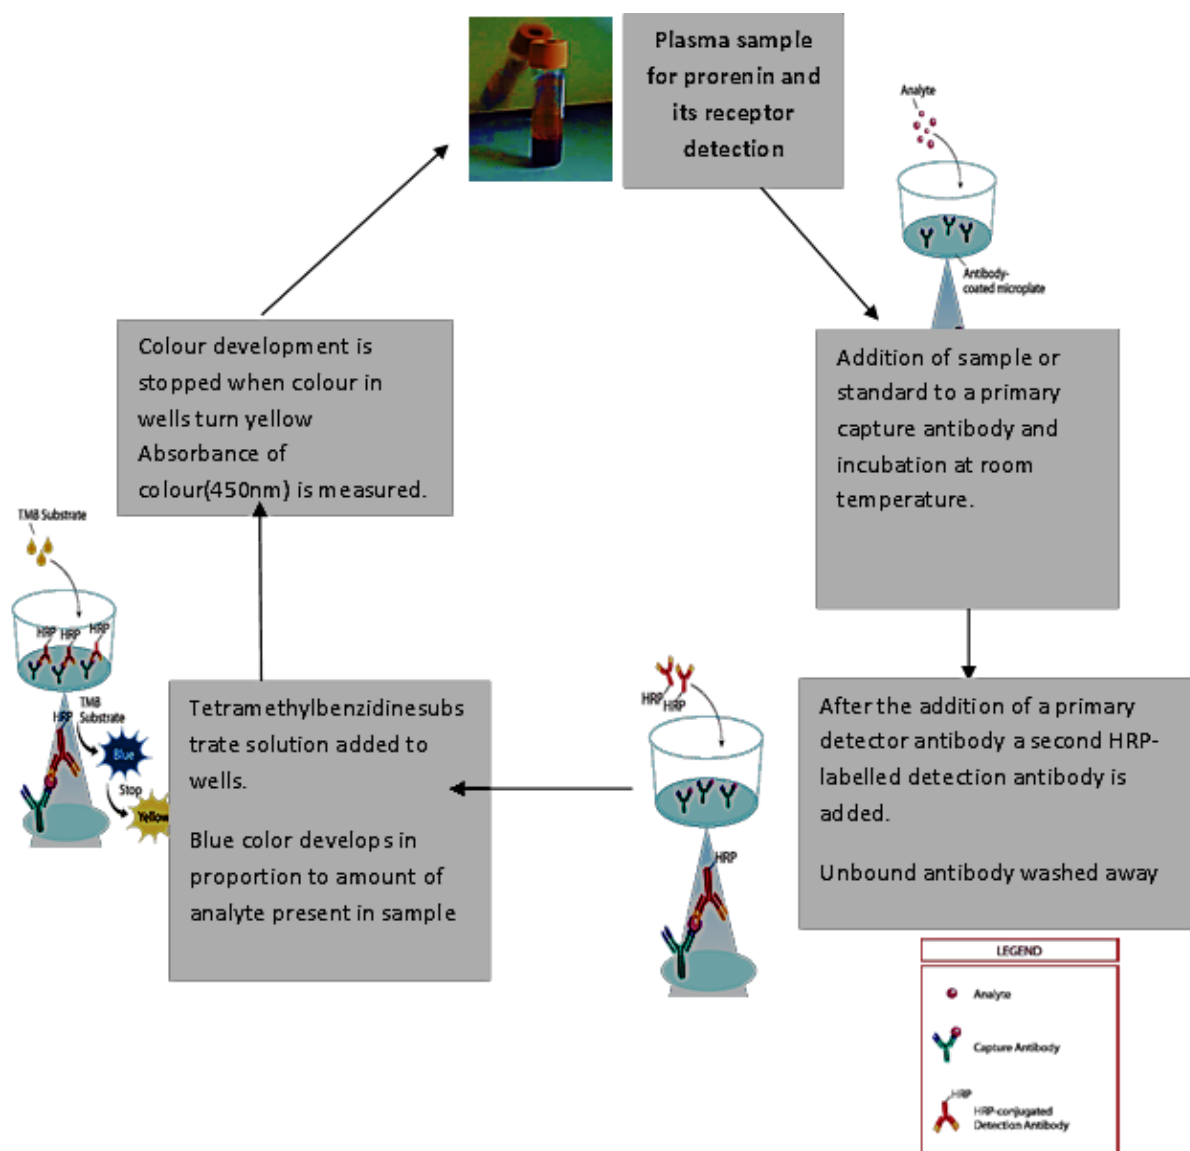 Plasma sample
for prorenin and
its receptor
detection
Analyte
Antibody-
coated microplate
Addition of sample or
standard to a primary
capture antibody and
incubation at room
temperature.
After the addition of a primary
detector antibody a second HRP-
labelled detection antibody is
added.
Unbound antibody washed away
HRP
HRP
HRP
Tetramethylbenzidinesubs
trate solution added to
wells.
Blue color develops in
proportion to amount of
analyte present in sample
TMB Substrate
HRP
HRP
HRP
HRP
TMB
Substrate
Blue
Stop
Yellow
Colour development is
stopped when colour in
wells turn yellow
Absorbance of
colour(450nm) is measured.
LEGEND
Analyte
Capture Antibody
HRP
HRP-conjugated
Detection Antibody